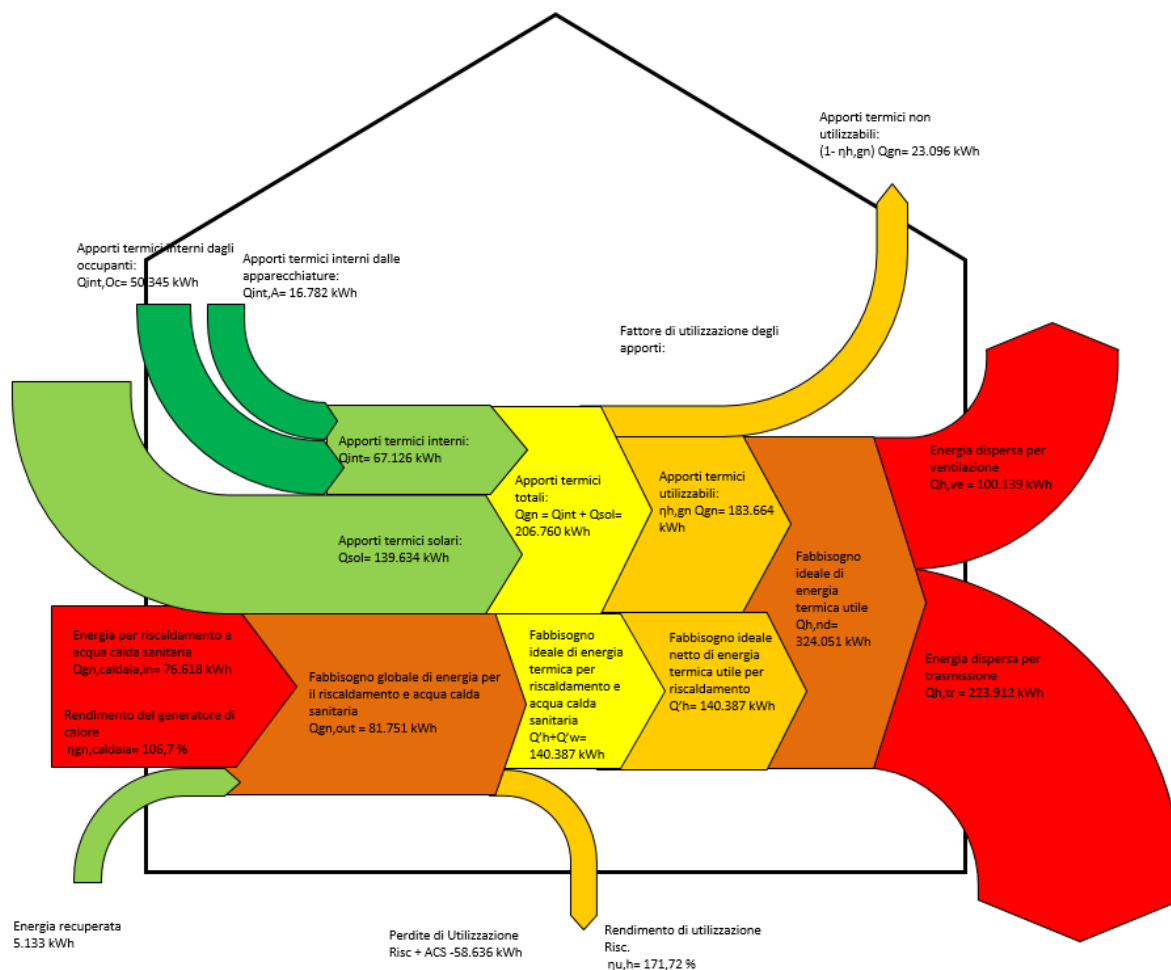 Apporti termici non
utilizzabili:
(1- ηh,gn) Qgn= 23.096 kWh
Apporti termici interni dagli
occupanti:
Qint,Oc= 50.345 kWh
Apporti termici interni dalle
apparecchiature:
Qint,A= 16.782 kWh
Fattore di utilizzazione degli
apporti:
Apporti termici interni:
Qint= 67.126 kWh
Apporti termici solari:
Qsol= 139.634 kWh
Apporti termici
totali:
Qgn = Qint + Qsol=
206.760 kWh
Apporti termici
utilizzabili:
ηh,gn Qgn= 183.664
kWh
Energia dispersa per
ventilazione
Qh,ve = 100.139 kWh
Fabbisogno
ideale di
energia
termica utile
Qh,nd=
324.051 kWh
Energia dispersa per
trasmissione
Qh,tr = 223.912 kWh
Energia per riscaldamento e
acqua calda sanitaria
Qgn,caldaia,in= 76.618 kWh
Rendimento del generatore di
calore
ηgn,caldaia= 106,7 %
Fabbisogno globale di energia per
il riscaldamento e acqua calda
sanitaria
Qgn,out = 81.751 kWh
Fabbisogno
ideale di energia
termica per
riscaldamento e
acqua calda
sanitaria
Q'h+Q'w=
140.387 kWh
Fabbisogno ideale
netto di energia
termica utile per
riscaldamento
Q'h= 140.387 kWh
Energia recuperata
5.133 kWh
Perdite di Utilizzazione
Risc + ACS -58.636 kWh
Rendimento di utilizzazione
Risc.
ηu,h= 171,72 %